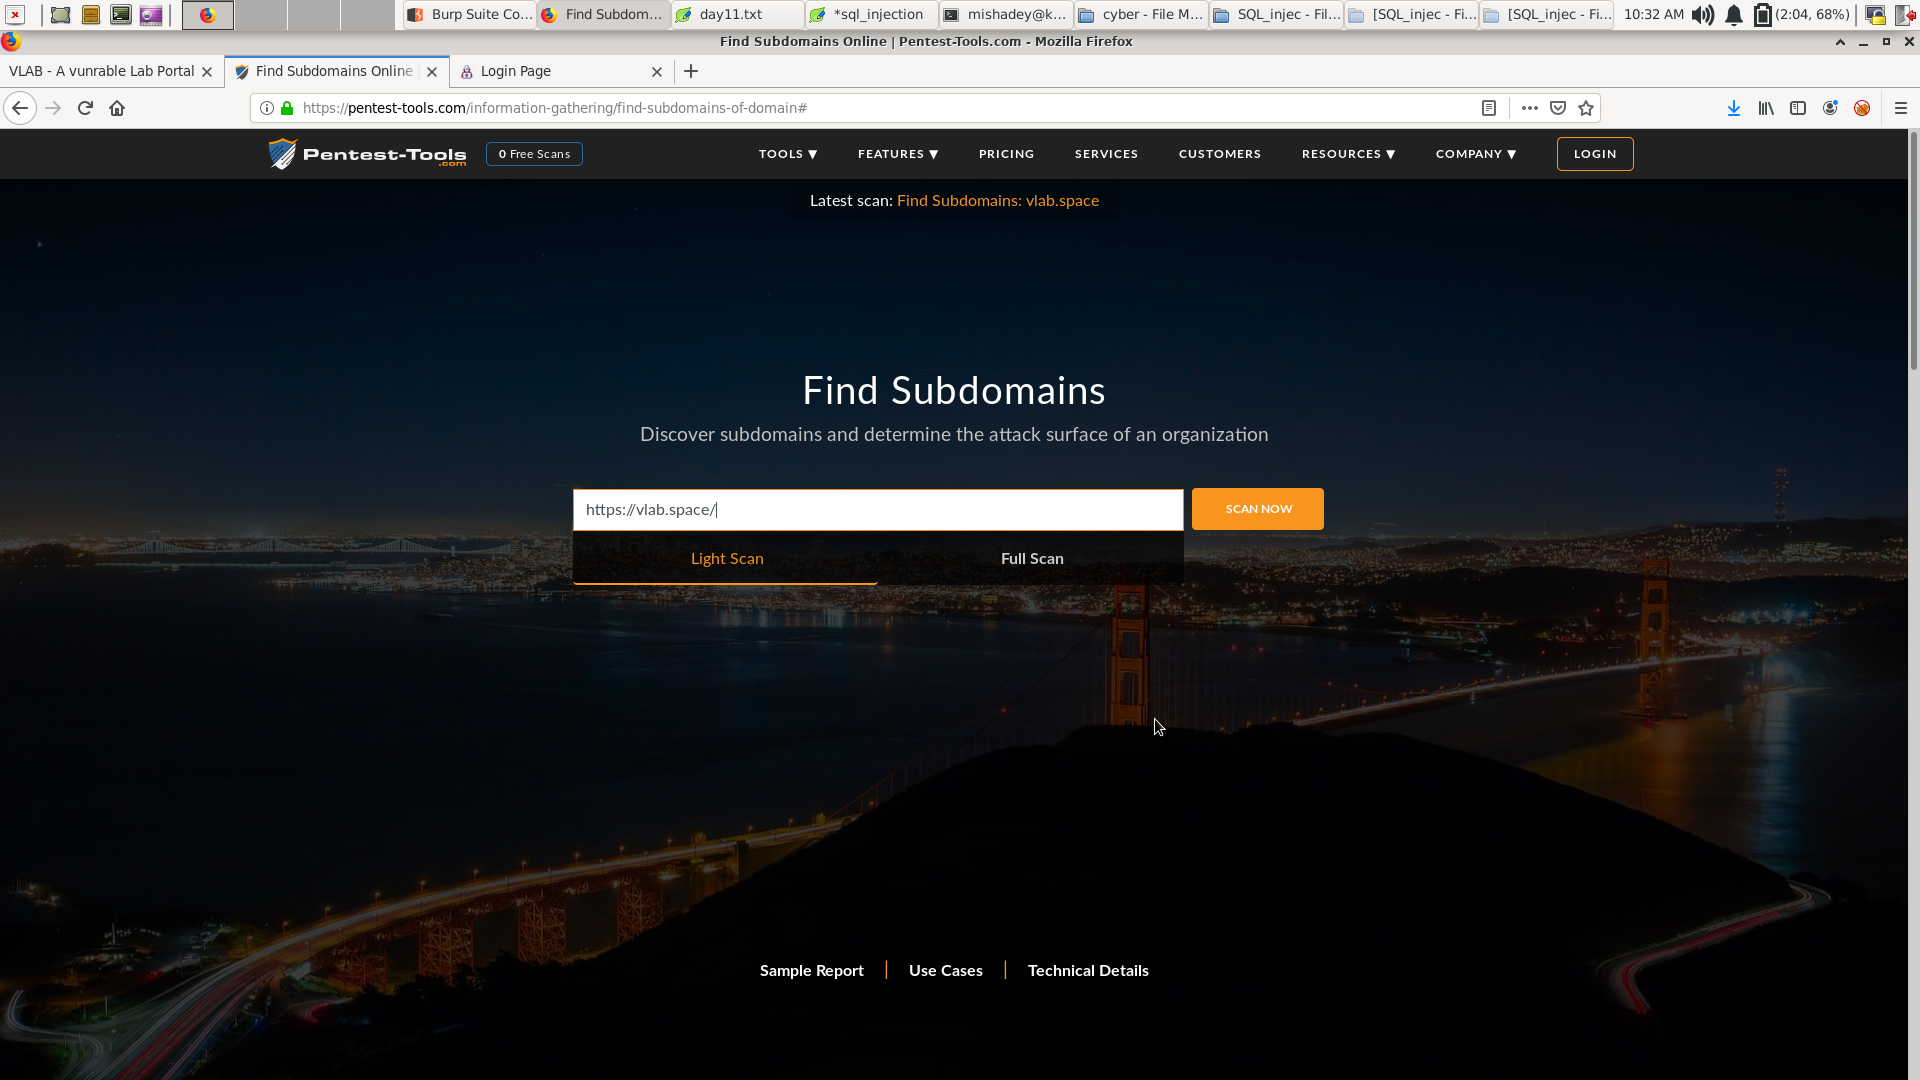 Burp Suite Co...
Find Subdom...
day11.txt
*sql_injection
mishadey@k...
cyber - File M...
SQL_injec - Fil...
[SQL_injec - Fi...
[SQL_injec - Fi...
10:32 AM
(2:04, 68%)
Find Subdomains Online | Pentest-Tools.com - Mozilla Firefox
VLAB - A vunrable Lab Portal
Find Subdomains Online |
Login Page
https://pentest-tools.com/information-gathering/find-subdomains-of-domain#
Pentest-Tools
.com
0 Free Scans
TOOLS ▼
FEATURES ▼
PRICING
SERVICES
CUSTOMERS
RESOURCES ▼
COMPANY ▼
LOGIN
Latest scan: Find Subdomains: vlab.space
Find Subdomains
Discover subdomains and determine the attack surface of an organization
https://vlab.space/
SCAN NOW
Light Scan
Full Scan
Sample Report | Use Cases | Technical Details